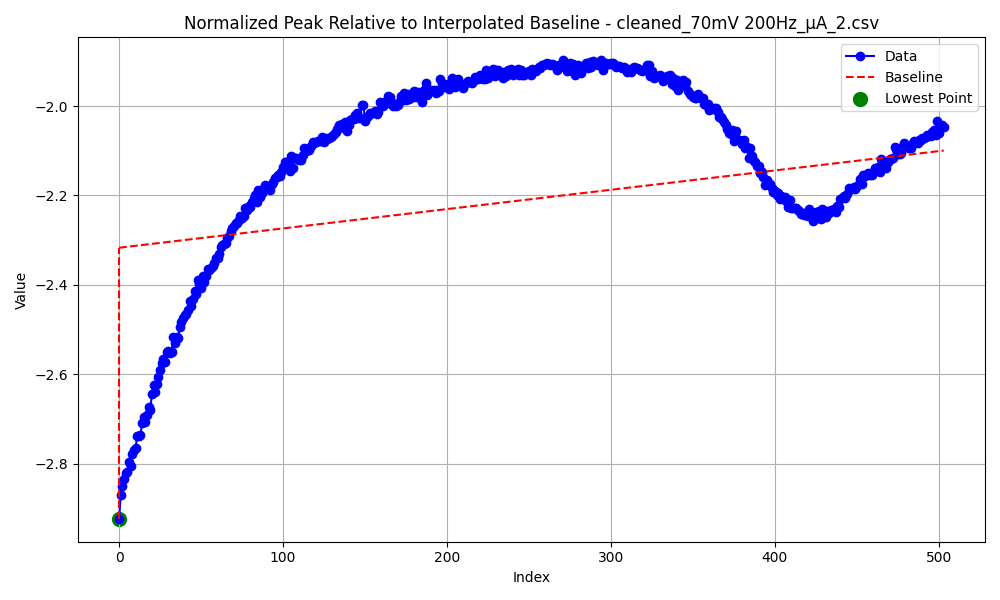 Normalized Peak Relative to Interpolated Baseline - cleaned_70mV 200Hz_μA_2.csv
Data
Baseline
Lowest Point
Value
−2.0
−2.2
−2.4
−2.6
−2.8
0
100
200
300
400
500
Index